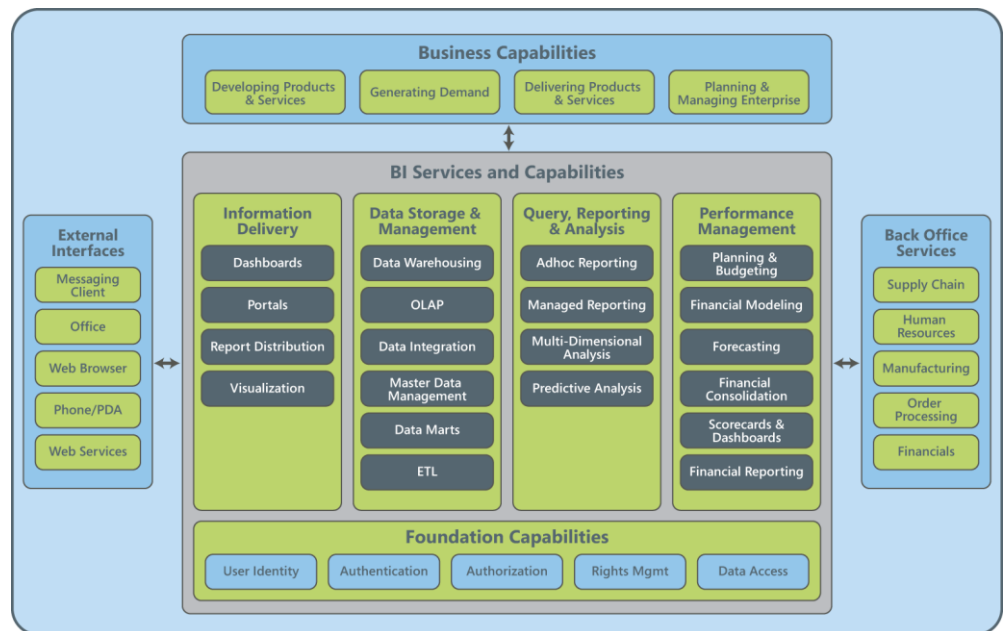 Business Capabilities
Developing Products
& Services
Generating Demand
Delivering Products
& Services
Planning &
Managing Enterprise
BI Services and Capabilities
External
Interfaces
Messaging
Client
Office
Web Browser
Phone/PDA
Web Services
Information
Delivery
Dashboards
Portals
Report Distribution
Visualization
Data Storage &
Management
Data Warehousing
OLAP
Data Integration
Master Data
Management
Data Marts
ETL
Query, Reporting
& Analysis
Adhoc Reporting
Managed Reporting
Multi-Dimensional
Analysis
Predictive Analysis
Performance
Management
Planning &
Budgeting
Financial Modeling
Forecasting
Financial
Consolidation
Scorecards &
Dashboards
Financial Reporting
Back Office
Services
Supply Chain
Human
Resources
Manufacturing
Order
Processing
Financials
Foundation Capabilities
User Identity
Authentication
Authorization
Rights Mgmt
Data Access